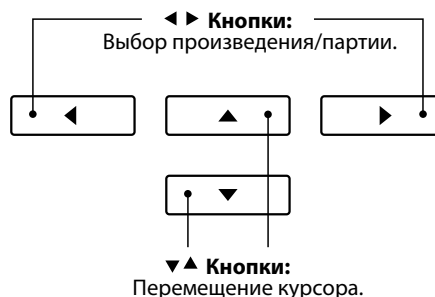 ◀ ▶ Кнопки:
Выбор произведения/партии.
▼▲ Кнопки:
Перемещение курсора.